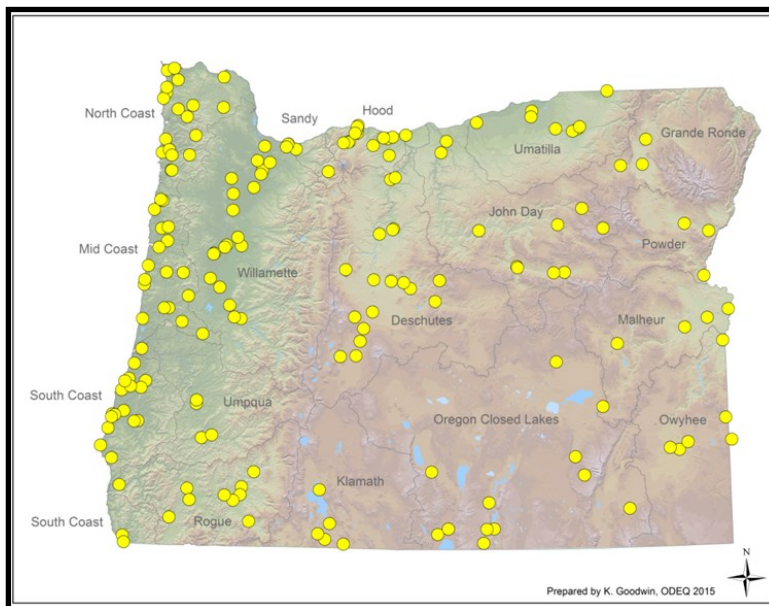 North Coast
Sandy
Hood
Grande Ronde
Umatilla
John Day
Mid Coast
Powder
Willamette
Deschutes
Malheur
South Coast
Umpqua
Oregon Closed Lakes
Owyhee
Klamath
South Coast
Rogue
N
Prepared by K. Goodwin, ODEQ 2015